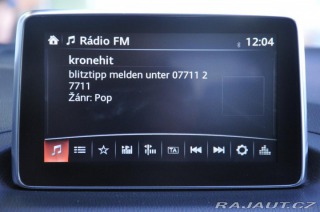 Rádio FM
12:04
kronehit
blitztipp melden unter 07711 2
7711
Žánr: Pop
TA
RAJAUT.CZ